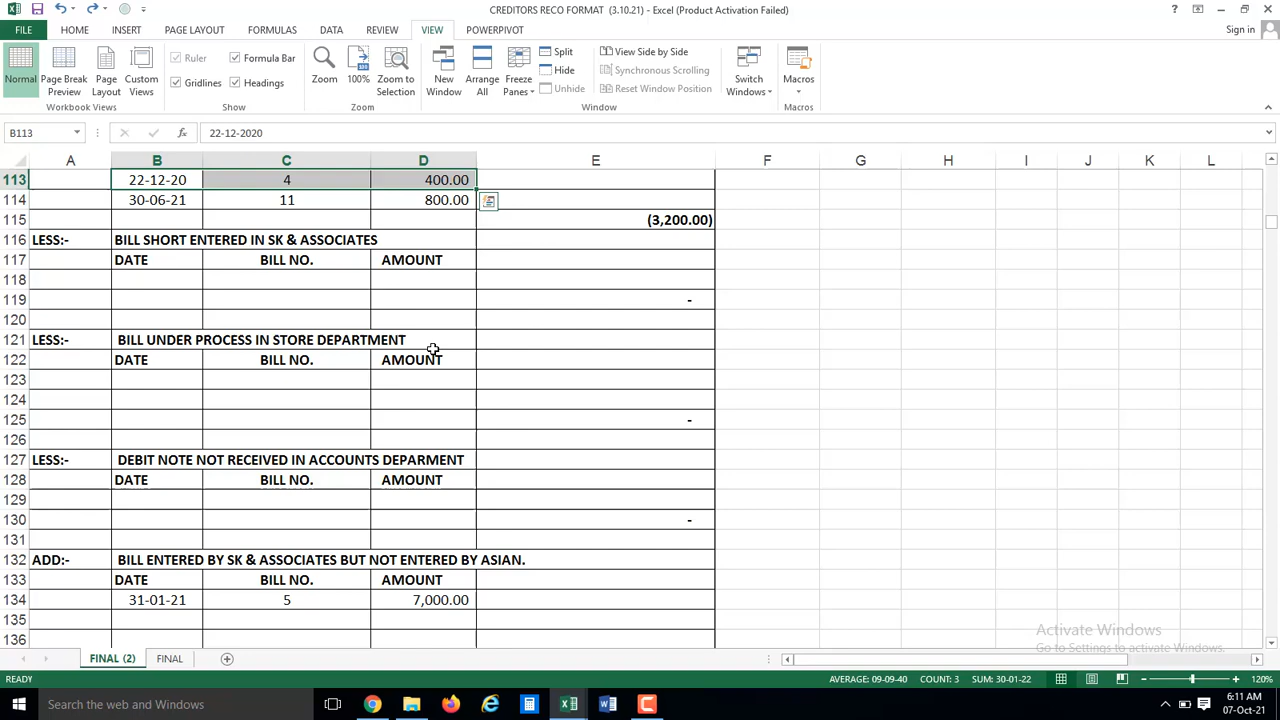 CREDITORS RECO FORMAT (3.10.21) - Excel (Product Activation Failed)
FILE HOME INSERT PAGE LAYOUT FORMULAS DATA REVIEW VIEW POWERPIVOT Sign in
Normal Page Break Preview Page Layout Custom Views
Workbook Views
Ruler Formula Bar
Gridlines Headings
Show
Zoom 100% Zoom to Selection
Zoom
New Window Arrange All Freeze Panes
Split
Hide
Unhide
View Side by Side
Synchronous Scrolling
Reset Window Position
Window
Switch Windows
Macros
Macros
B113 fx 22-12-2020
A B C D E F G H I J K L
113 22-12-20 4 400.00
114 30-06-21 11 800.00
115 (3,200.00)
116 LESS:- BILL SHORT ENTERED IN SK & ASSOCIATES
117 DATE BILL NO. AMOUNT
118
119 -
120
121 LESS:- BILL UNDER PROCESS IN STORE DEPARTMENT
122 DATE BILL NO. AMOUNT
123
124
125 -
126
127 LESS:- DEBIT NOTE NOT RECEIVED IN ACCOUNTS DEPARMENT
128 DATE BILL NO. AMOUNT
129
130 -
131
132 ADD:- BILL ENTERED BY SK & ASSOCIATES BUT NOT ENTERED BY ASIAN.
133 DATE BILL NO. AMOUNT
134 31-01-21 5 7,000.00
135
136
Activate Windows
Go to Settings to activate Windows.
FINAL (2) FINAL
READY AVERAGE: 09-09-40 COUNT: 3 SUM: 30-01-22 120%
Search the web and Windows
6:11 AM
07-Oct-21